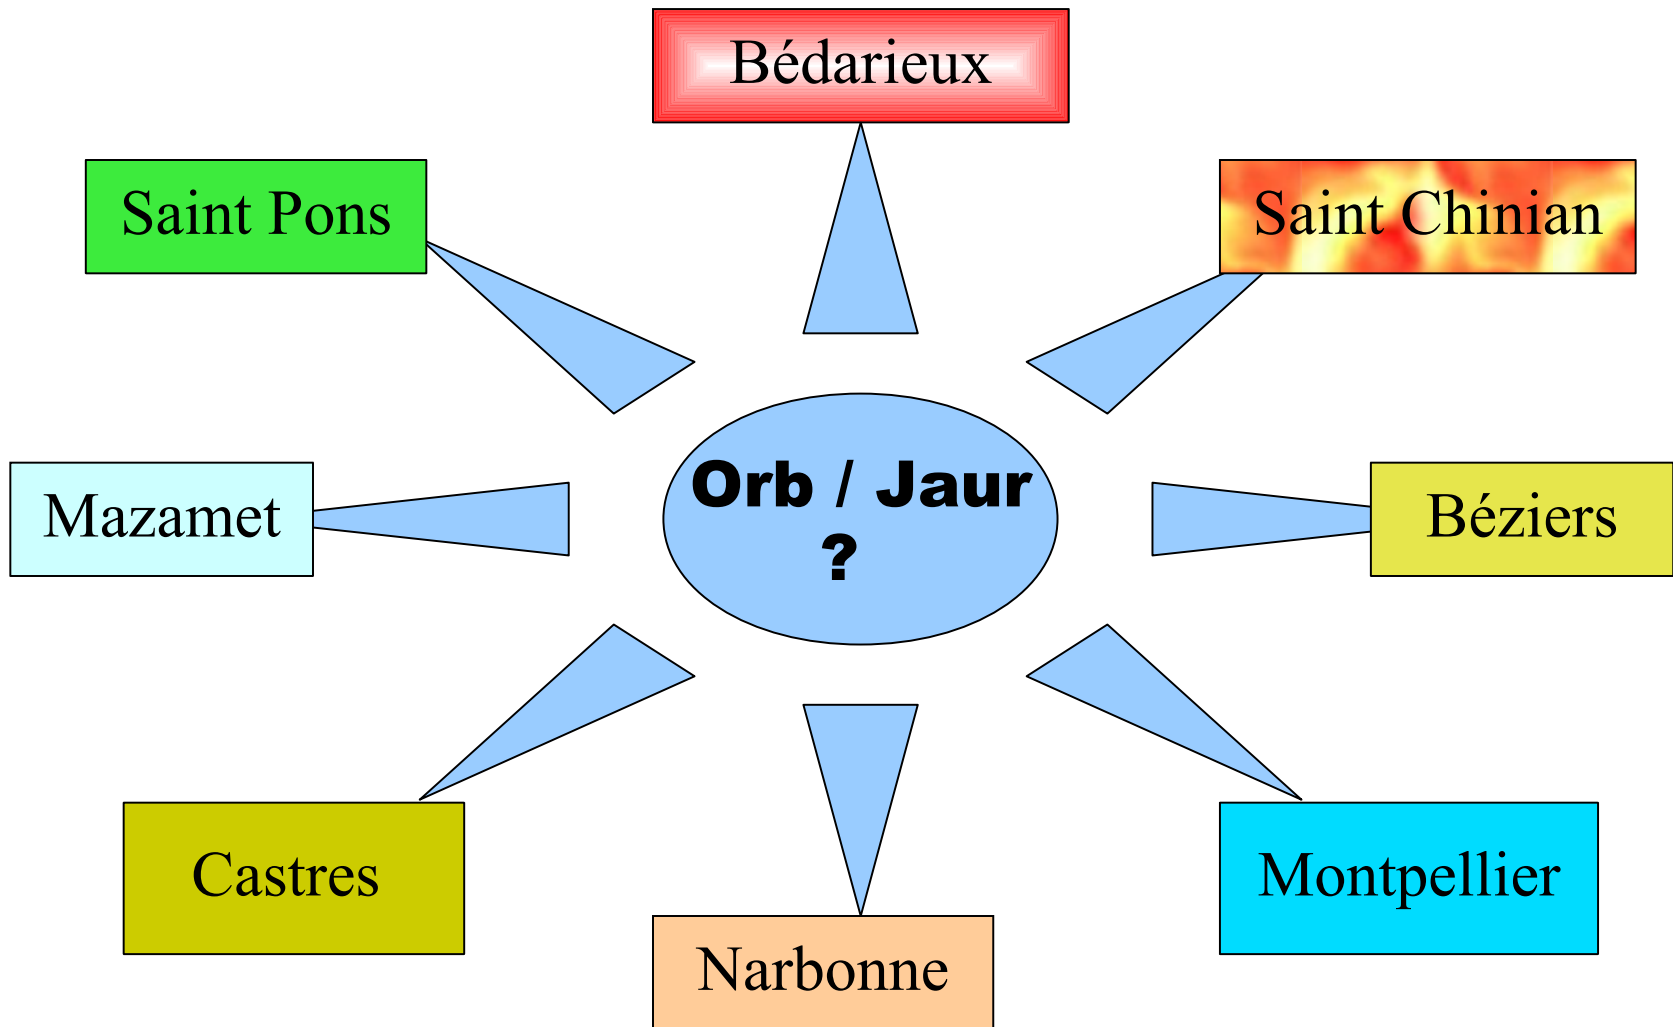 Bédarieux
Saint Pons
Saint Chinian
Orb / Jaur
?
Mazamet
Béziers
Castres
Montpellier
Narbonne